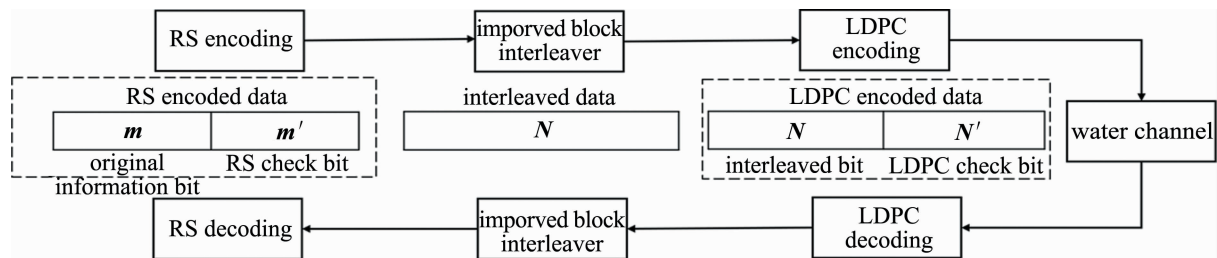 RS encoding
imporved block
interleaver
LDPC
encoding
RS encoded data
m
m′
original
information bit
RS check bit
interleaved data
N
LDPC encoded data
N
N′
interleaved bit
LDPC check bit
water channel
RS decoding
imporved block
interleaver
LDPC
decoding